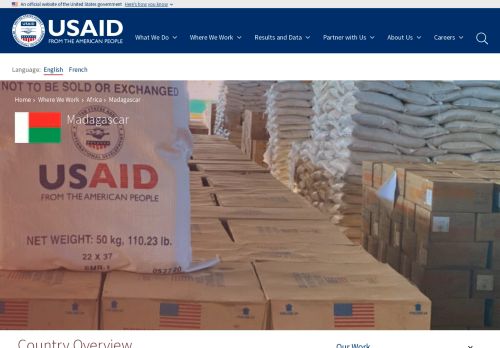 An official website of the United States government Here's how you know
USAID
FROM THE AMERICAN PEOPLE
What We Do
Where We Work
Results and Data
Partner with Us
About Us
Careers
Language: English French
NOT TO BE SOLD OR EXCHANGED
Home › Where We Work › Africa › Madagascar
Madagascar
USAID
FROM THE AMERICAN PEOPLE
NET WEIGHT: 50 kg, 110.23 lb.
22 X 37
052720
Country Overview
Our Work